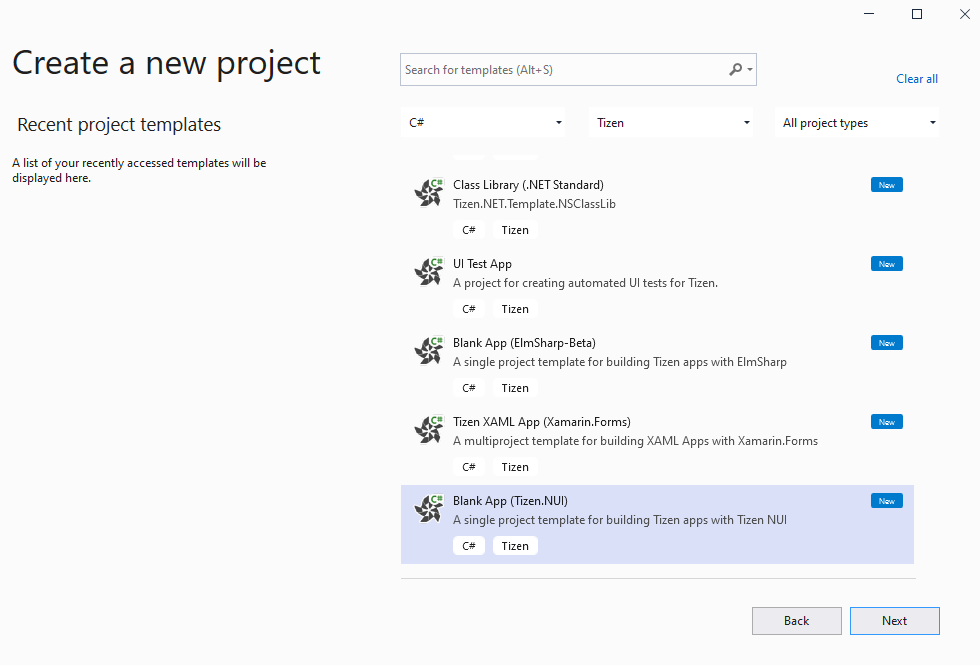 Create a new project
Search for templates (Alt+S)
Clear all
Recent project templates
A list of your recently accessed templates will be
displayed here.
C#
Tizen
All project types
C# Class Library (.NET Standard)
New
Tizen.NET.Template.NSClassLib
C# Tizen
C# UI Test App
New
A project for creating automated UI tests for Tizen.
C# Tizen
C# Blank App (ElmSharp-Beta)
New
A single project template for building Tizen apps with ElmSharp
C# Tizen
C# Tizen XAML App (Xamarin.Forms)
New
A multiproject template for building XAML Apps with Xamarin.Forms
C# Tizen
C# Blank App (Tizen.NUI)
New
A single project template for building Tizen apps with Tizen NUI
C# Tizen
Back
Next